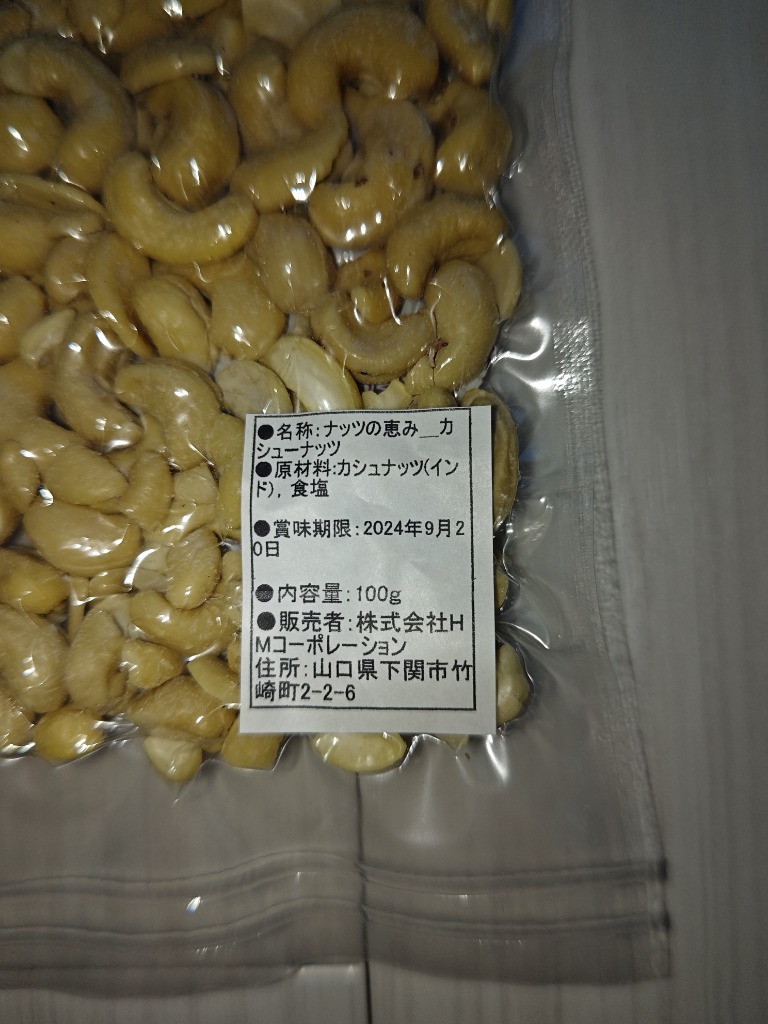 ●名称:ナッツの恵み__カ
シューナッツ
●原材料:カシュナッツ(イン
ド), 食塩
●賞味期限:2024年9月2
0日
●内容量:100g
●販売者:株式会社H
Mコーポレーション
住所:山口県下関市竹
崎町2-2-6